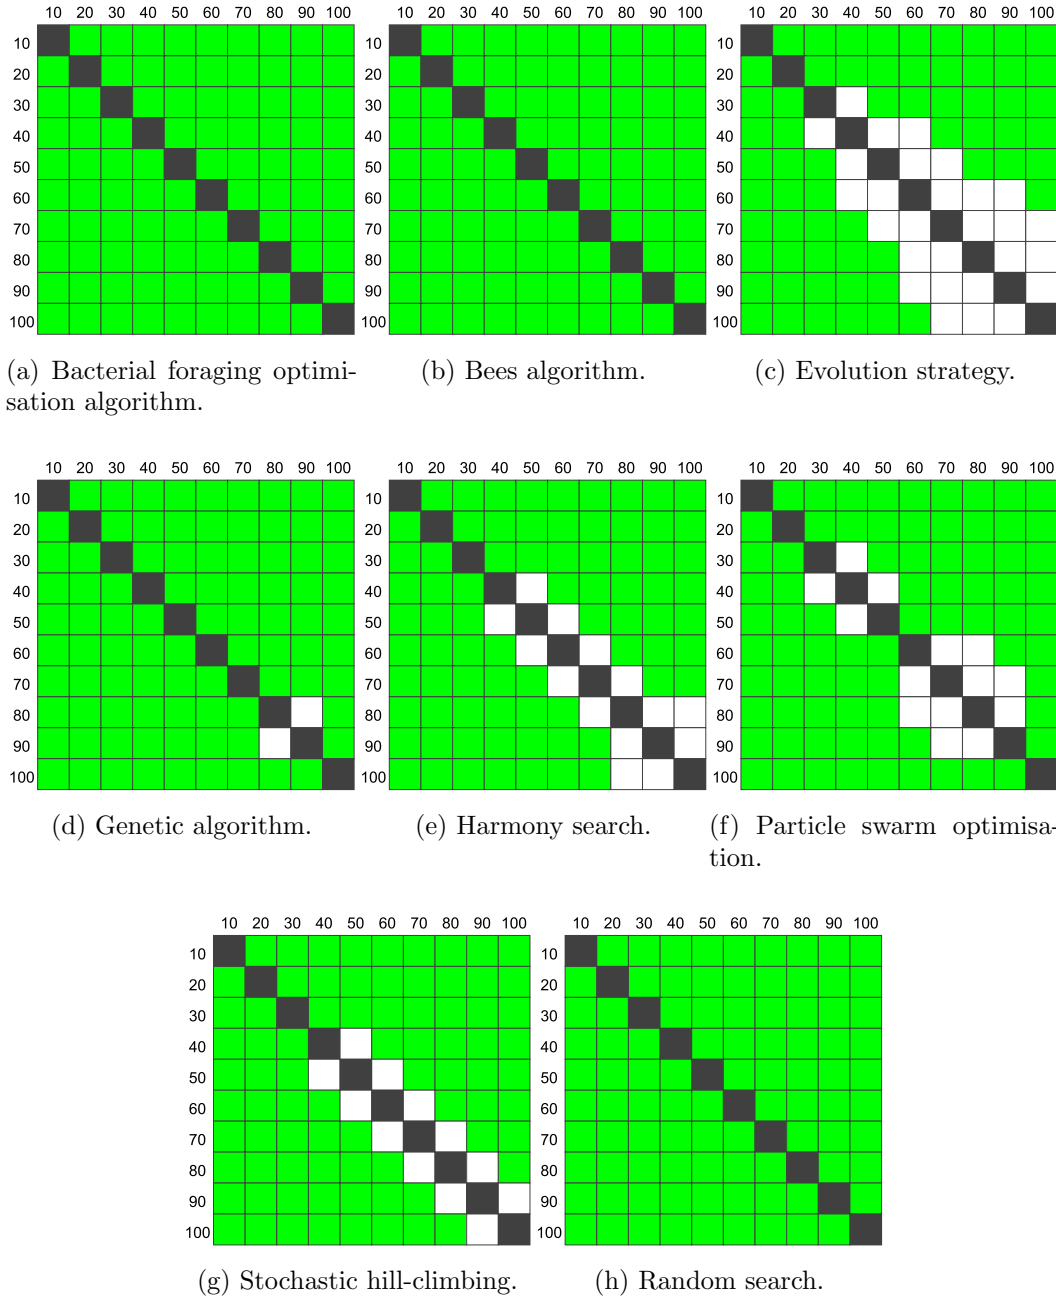 10 20 30 40 50 60 70 80 90 100 10 20 30 40 50 60 70 80 90 100 10 20 30 40 50 60 70 80 90 100
10 10 10
20 20 20
30 30 30
40 40 40
50 50 50
60 60 60
70 70 70
80 80 80
90 90 90
100 100 100
(a) Bacterial foraging optimi-
sation algorithm.
(b) Bees algorithm.
(c) Evolution strategy.
10 20 30 40 50 60 70 80 90 100 10 20 30 40 50 60 70 80 90 100 10 20 30 40 50 60 70 80 90 100
10 10 10
20 20 20
30 30 30
40 40 40
50 50 50
60 60 60
70 70 70
80 80 80
90 90 90
100 100 100
(d) Genetic algorithm.
(e) Harmony search.
(f) Particle swarm optimisa-
tion.
10 20 30 40 50 60 70 80 90 100 10 20 30 40 50 60 70 80 90 100
10 10
20 20
30 30
40 40
50 50
60 60
70 70
80 80
90 90
100 100
(g) Stochastic hill-climbing.
(h) Random search.